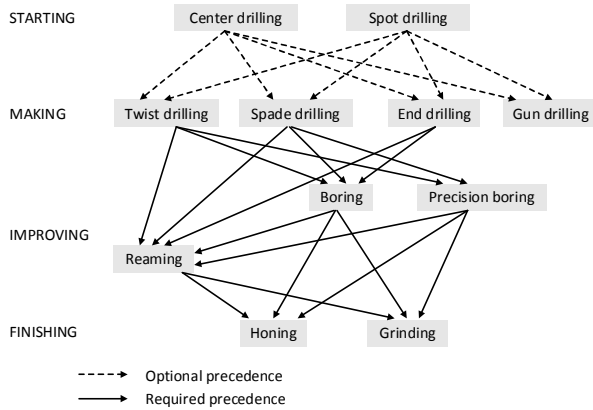 STARTING
Center drilling
Spot drilling
MAKING
Twist drilling
Spade drilling
End drilling
Gun drilling
Boring
Precision boring
IMPROVING
Reaming
FINISHING
Honing
Grinding
Optional precedence
Required precedence